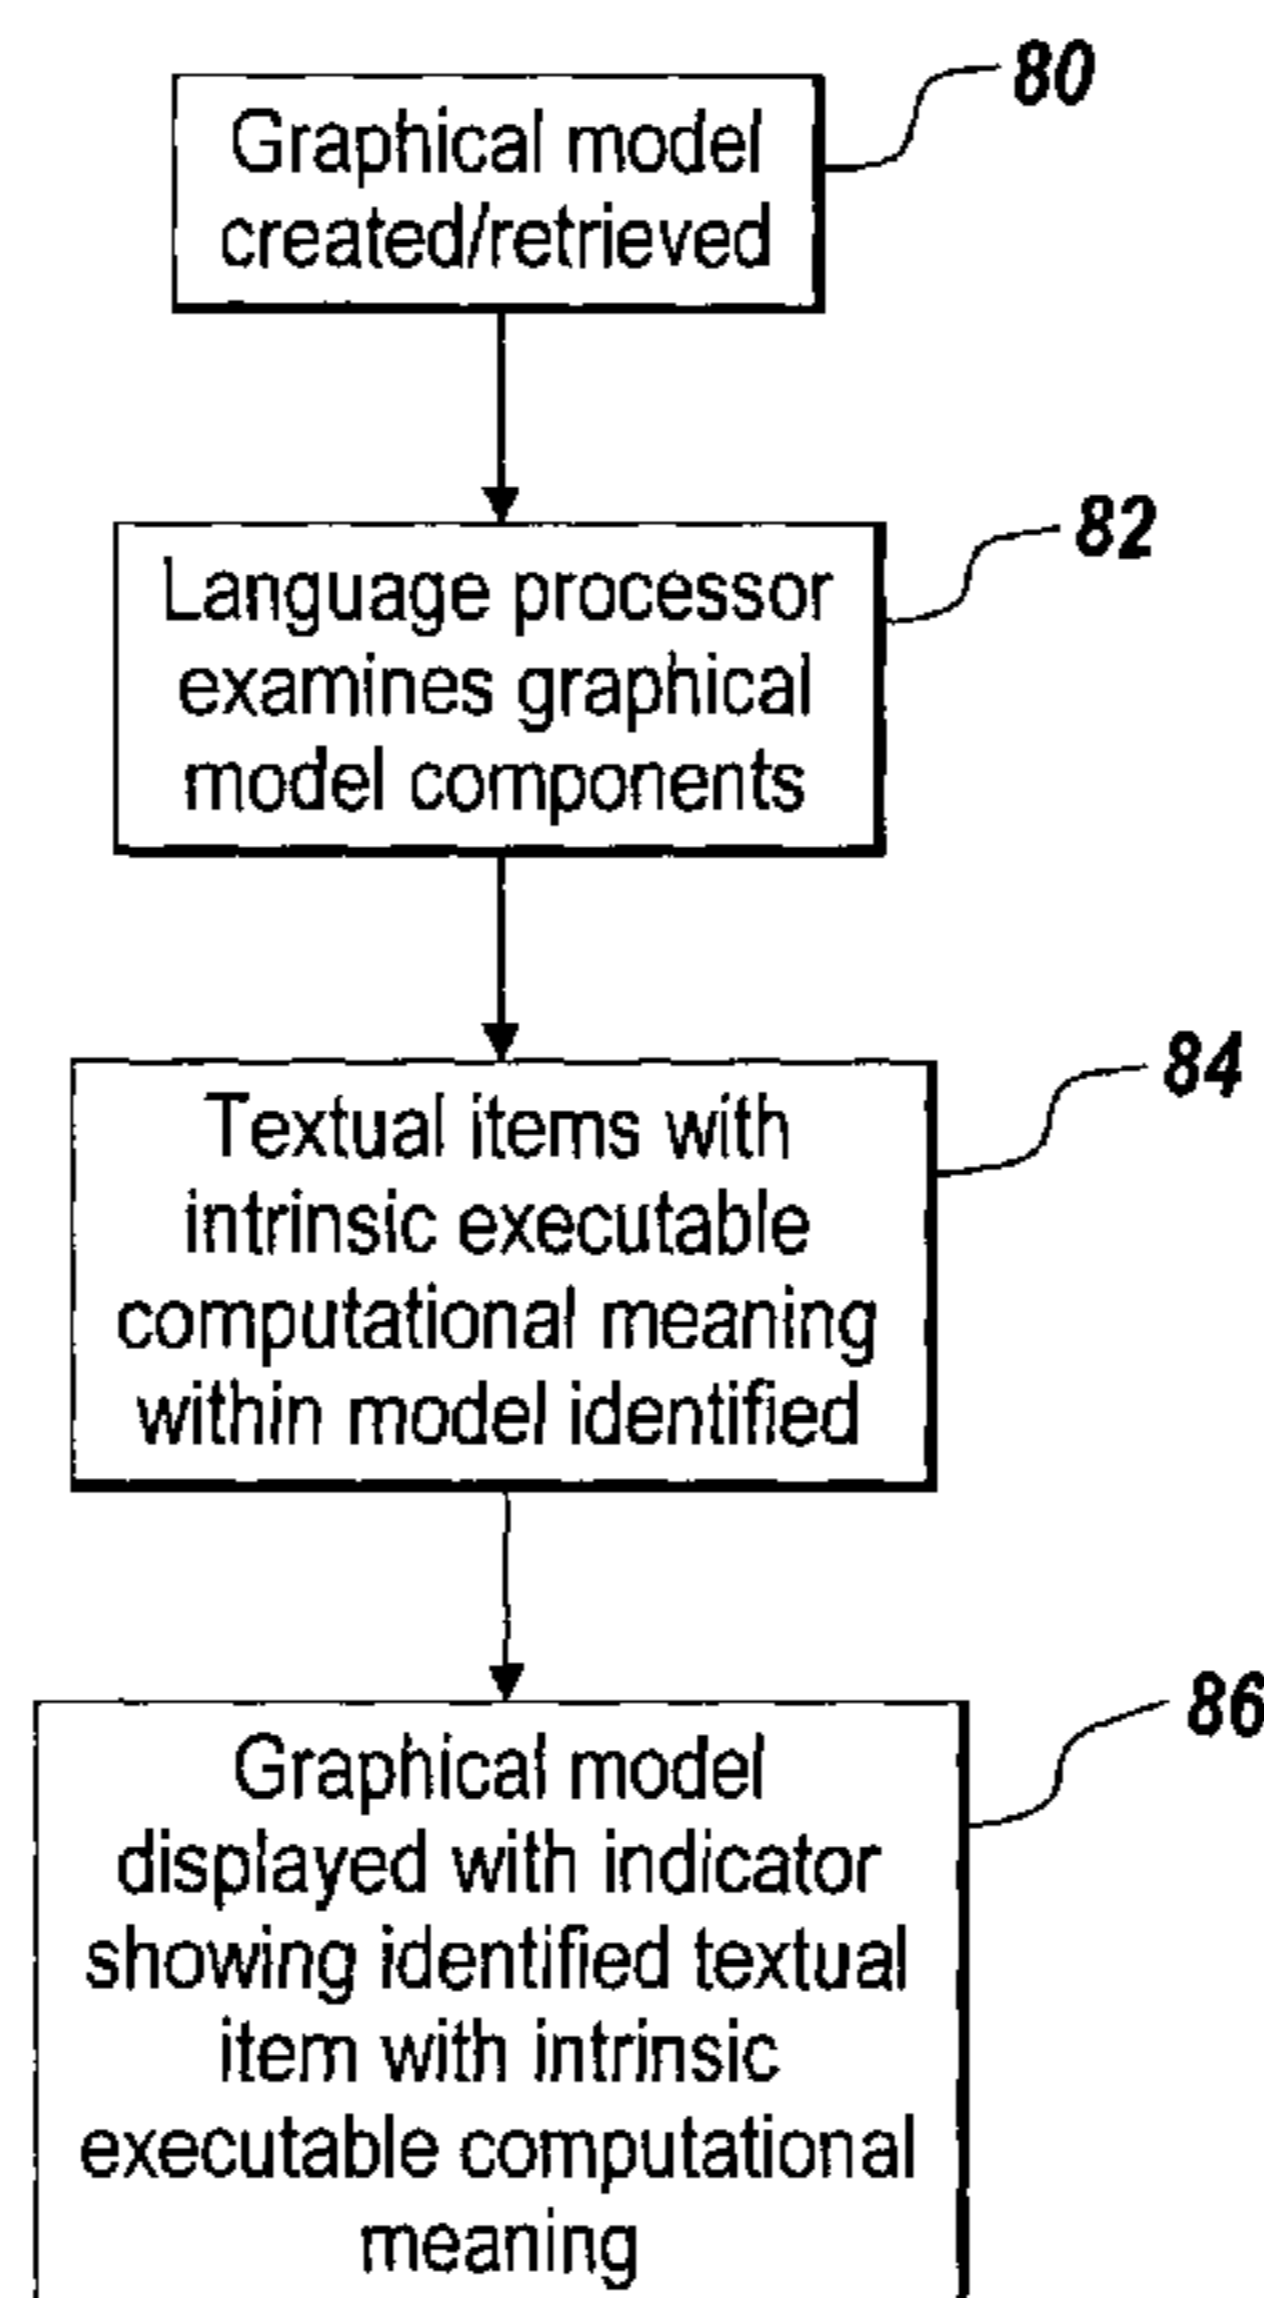 80
Graphical model
created/retrieved
82
Language processor
examines graphical
model components
84
Textual items with
intrinsic executable
computational meaning
within model identified
86
Graphical model
displayed with indicator
showing identified textual
item with intrinsic
executable computational
meaning